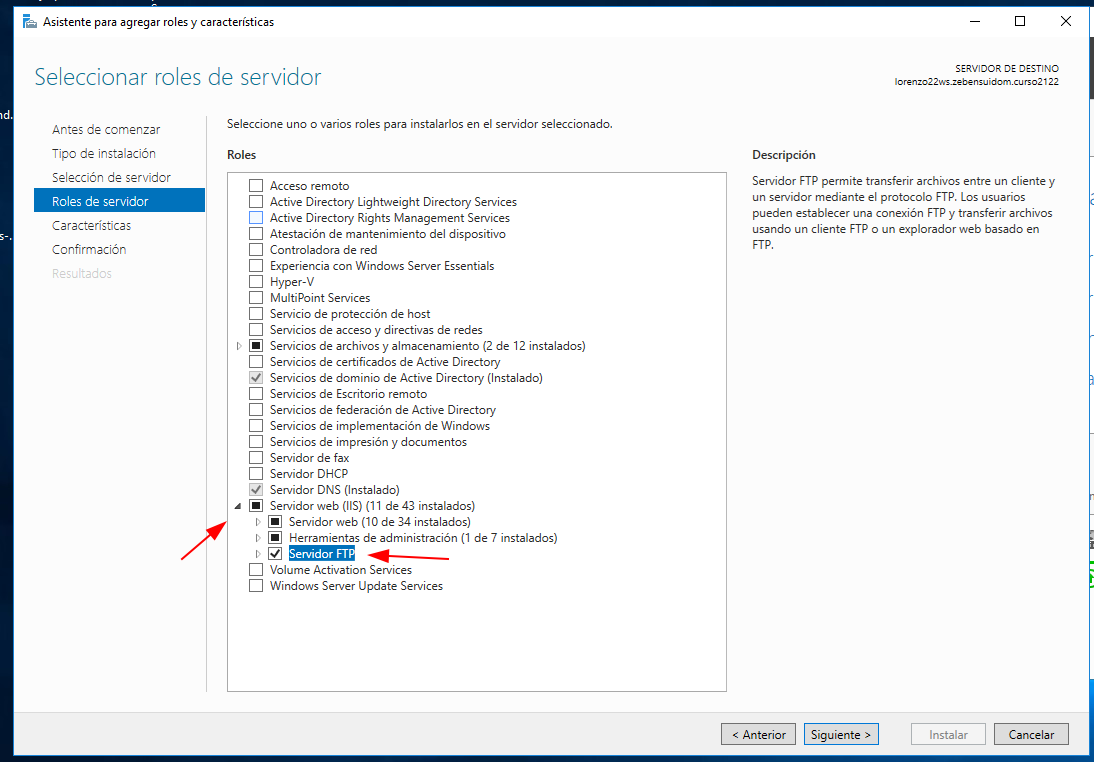 Asistente para agregar roles y características
Seleccionar roles de servidor
SERVIDOR DE DESTINO
lorenzo22ws.zebensuidom.curso2122
Antes de comenzar
Tipo de instalación
Selección de servidor
Roles de servidor
Características
Confirmación
Resultados
Seleccione uno o varios roles para instalarlos en el servidor seleccionado.
Roles
Acceso remoto
Active Directory Lightweight Directory Services
Active Directory Rights Management Services
Atestación de mantenimiento del dispositivo
Controladora de red
Experiencia con Windows Server Essentials
Hyper-V
MultiPoint Services
Servicio de protección de host
Servicios de acceso y directivas de redes
Servicios de archivos y almacenamiento (2 de 12 instalados)
Servicios de certificados de Active Directory
Servicios de dominio de Active Directory (Instalado)
Servicios de Escritorio remoto
Servicios de federación de Active Directory
Servicios de implementación de Windows
Servicios de impresión y documentos
Servidor de fax
Servidor DHCP
Servidor DNS (Instalado)
Servidor web (IIS) (11 de 43 instalados)
Servidor web (10 de 34 instalados)
Herramientas de administración (1 de 7 instalados)
Servidor FTP
Volume Activation Services
Windows Server Update Services
Descripción
Servidor FTP permite transferir archivos entre un cliente y
un servidor mediante el protocolo FTP. Los usuarios
pueden establecer una conexión FTP y transferir archivos
usando un cliente FTP o un explorador web basado en
FTP.
< Anterior
Siguiente >
Instalar
Cancelar